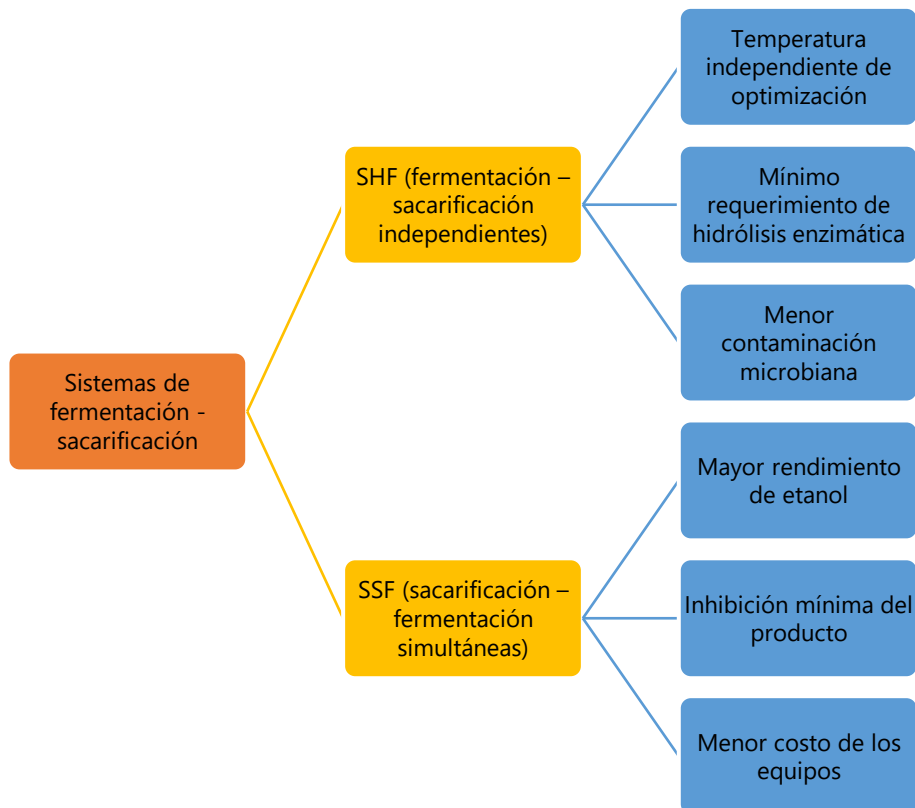 Sistemas de
fermentación -
sacarificación
SHF (fermentación –
sacarificación
independientes)
Temperatura
independiente de
optimización
Mínimo
requerimiento de
hidrólisis enzimática
Menor
contaminación
microbiana
SSF (sacarificación –
fermentación
simultáneas)
Mayor rendimiento
de etanol
Inhibición mínima del
producto
Menor costo de los
equipos